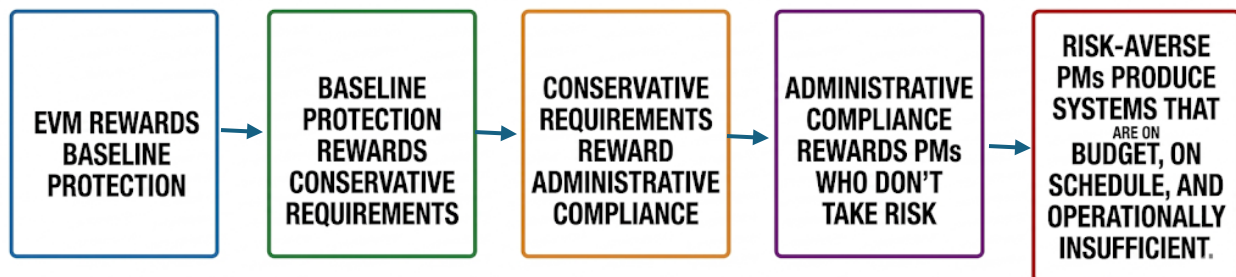 EVM REWARDS
BASELINE
PROTECTION
BASELINE
PROTECTION
REWARDS
CONSERVATIVE
REQUIREMENTS
CONSERVATIVE
REQUIREMENTS
REWARD
ADMINISTRATIVE
COMPLIANCE
ADMINISTRATIVE
COMPLIANCE
REWARDS PMs
WHO DON'T
TAKE RISK
RISK-AVERSE
PMs PRODUCE
SYSTEMS THAT
ARE ON
BUDGET, ON
SCHEDULE, AND
OPERATIONALLY
INSUFFICIENT.